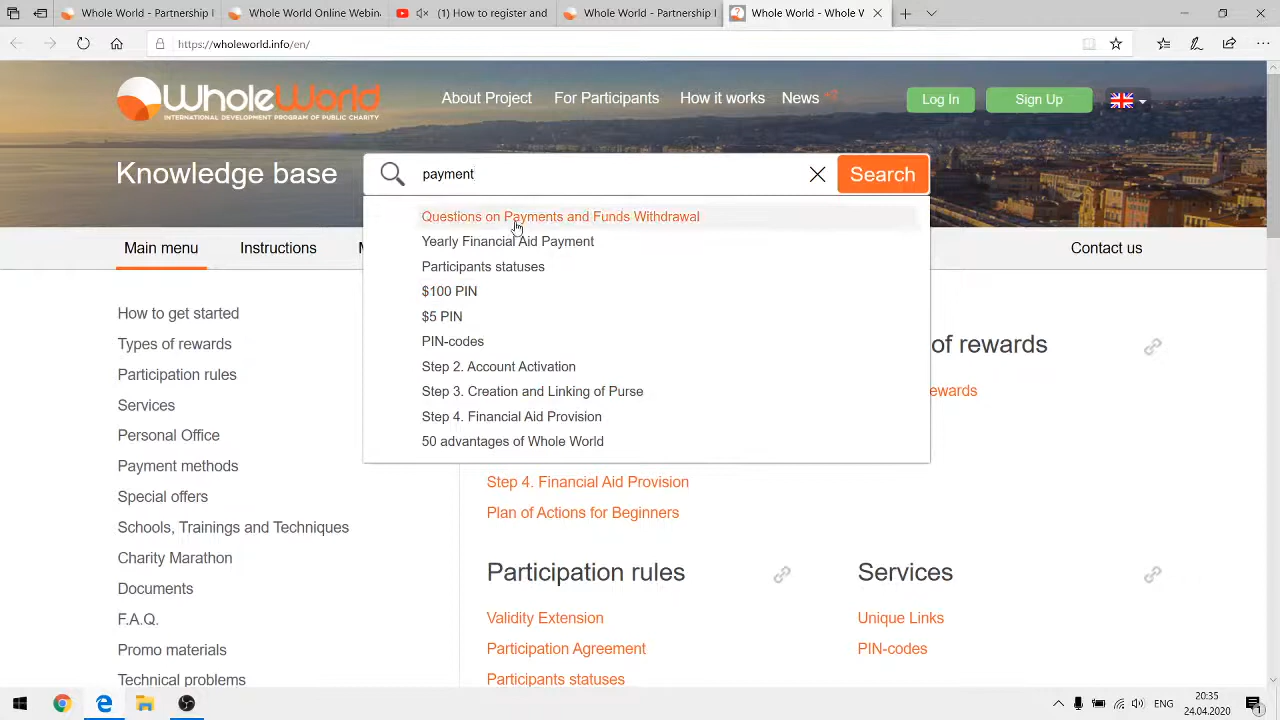 Whole World - Partnership I
Whole World Online Converter
(1) How to register and
Whole World - Partnership I
Whole World - W
https://wholeworld.info/en/
WholeWorld
INTERNATIONAL DEVELOPMENT PROGRAM OF PUBLIC CHARITY
About Project
For Participants
How it works
News +2
Log In
Sign Up
Knowledge base
payment
Search
Questions on Payments and Funds Withdrawal
Yearly Financial Aid Payment
Participants statuses
$100 PIN
$5 PIN
PIN-codes
Step 2. Account Activation
Step 3. Creation and Linking of Purse
Step 4. Financial Aid Provision
50 advantages of Whole World
Main menu
Instructions
Contact us
How to get started
Types of rewards
Participation rules
Services
Personal Office
Payment methods
Special offers
Schools, Trainings and Techniques
Charity Marathon
Documents
F.A.Q.
Promo materials
Technical problems
of rewards
ewards
Step 4. Financial Aid Provision
Plan of Actions for Beginners
Participation rules
Validity Extension
Participation Agreement
Participants statuses
Services
Unique Links
PIN-codes
ENG
20:35
24.04.2020
1